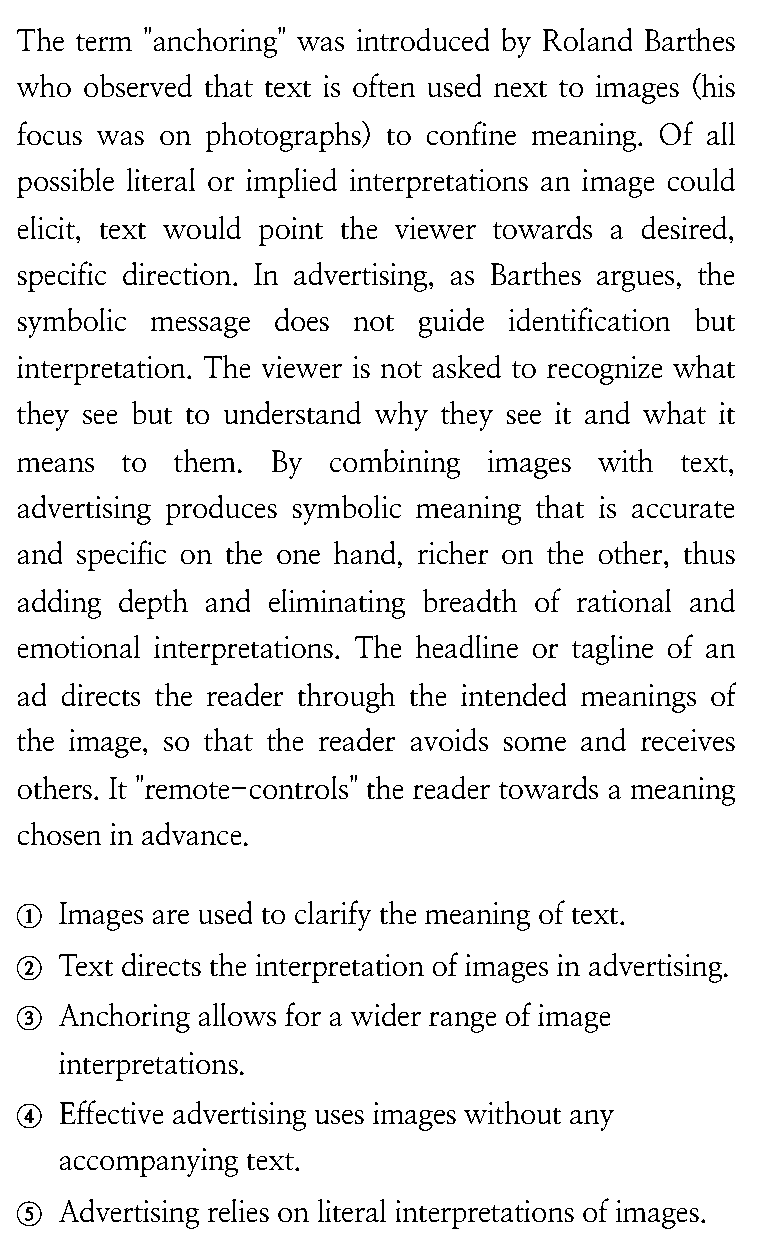 The term "anchoring" was introduced by Roland Barthes
who observed that text is often used next to images (his
focus was on photographs) to confine meaning. Of all
possible literal or implied interpretations an image could
elicit, text would point the viewer towards a desired,
specific direction. In advertising, as Barthes argues, the
symbolic message does not guide identification but
interpretation. The viewer is not asked to recognize what
they see but to understand why they see it and what it
means to them. By combining images with text,
advertising produces symbolic meaning that is accurate
and specific on the one hand, richer on the other, thus
adding depth and eliminating breadth of rational and
emotional interpretations. The headline or tagline of an
ad directs the reader through the intended meanings of
the image, so that the reader avoids some and receives
others. It "remote-controls" the reader towards a meaning
chosen in advance.
① Images are used to clarify the meaning of text.
② Text directs the interpretation of images in advertising.
③ Anchoring allows for a wider range of image
interpretations.
④ Effective advertising uses images without any
accompanying text.
⑤ Advertising relies on literal interpretations of images.